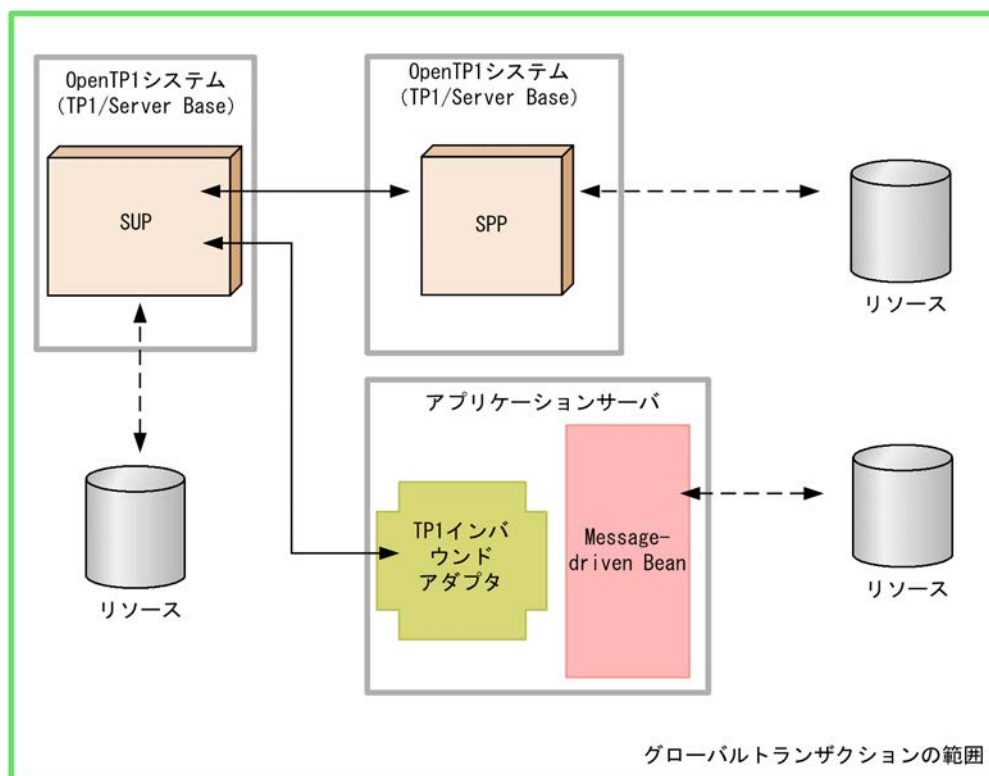 OpenTP1システム
(TP1/Server Base)
SUP
OpenTP1システム
(TP1/Server Base)
SPP
リソース
リソース
アプリケーションサーバ
TP1インバ
ウンド
アダプタ
Message-
driven Bean
リソース
グローバルトランザクションの範囲